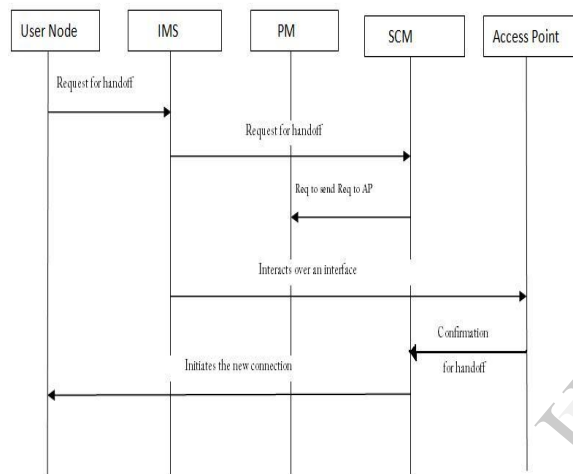 User Node
IMS
PM
SCM
Access Point
Request for handoff
Request for handoff
Req to send Req to AP
Interacts over an interface
Confirmation
for handoff
Initiates the new connection